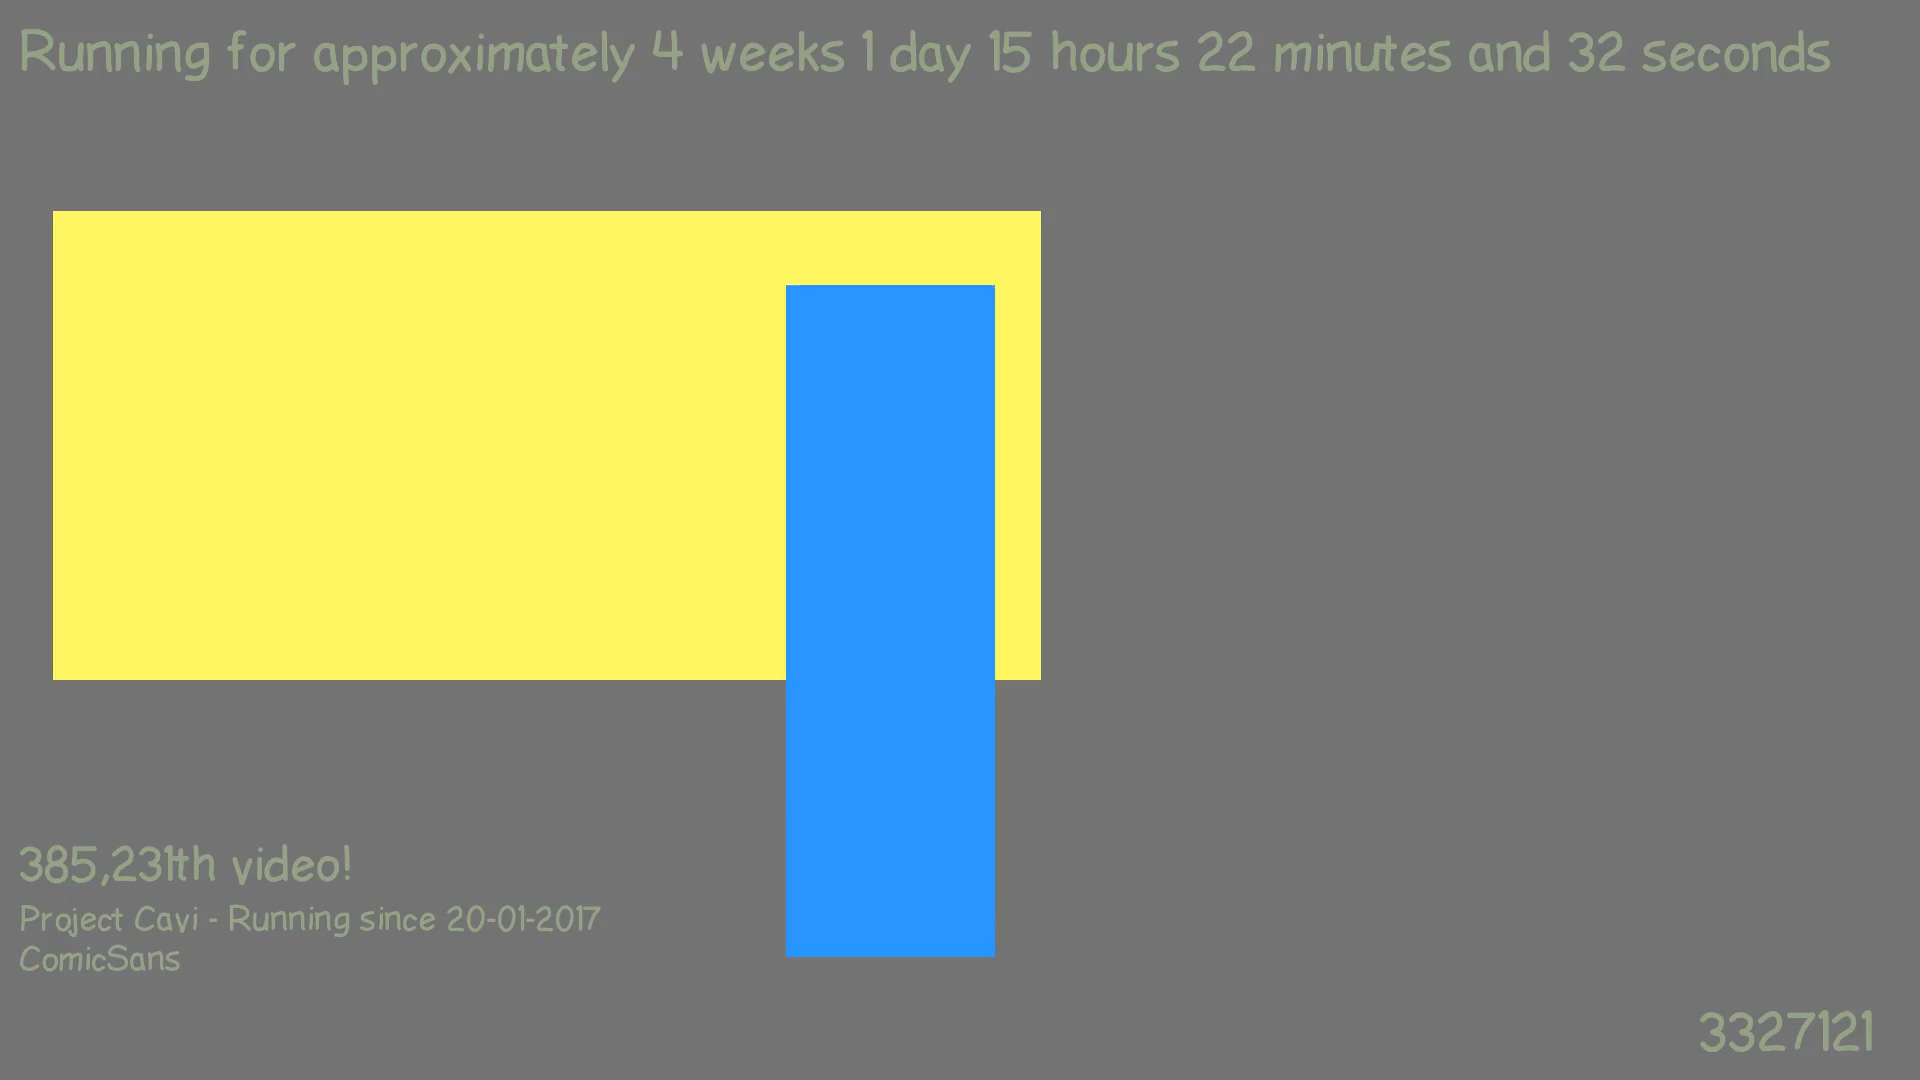 Running for approximately 4 weeks 1 day 15 hours 22 minutes and 32 seconds
385,231th video!
Project Cavi - Running since 20-01-2017
ComicSans
3327121